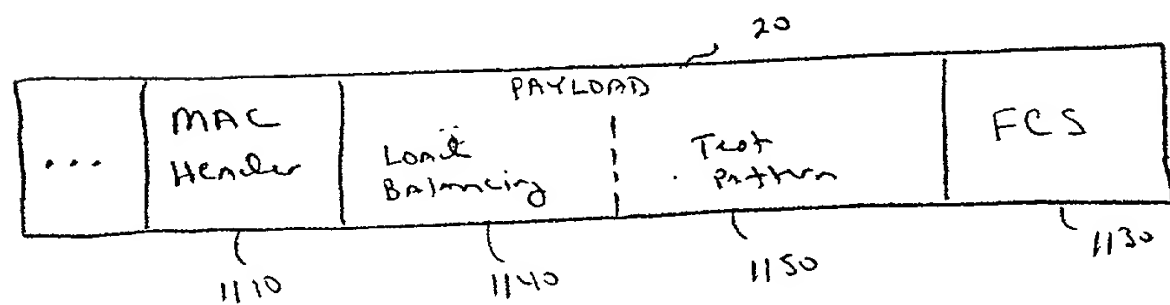 20
PAYLOAD
...
MAC
Header
Load
Balancing
Test
Pattern
FCS
1110
1140
1150
1130